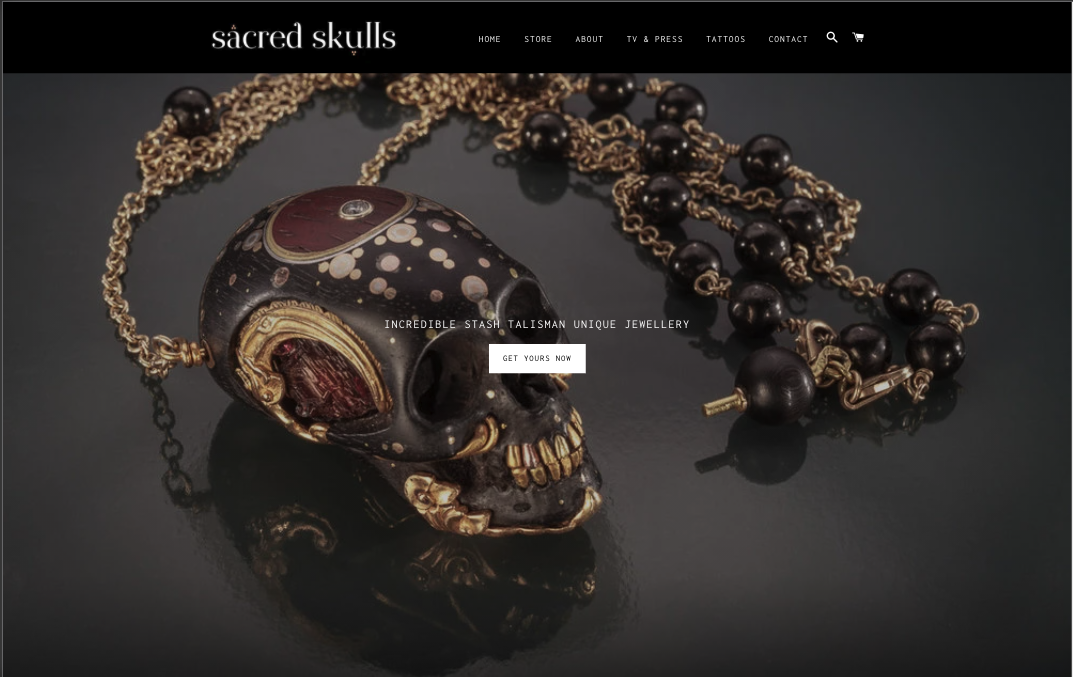 sacred skulls
HOME STORE ABOUT TV & PRESS TATTOOS CONTACT
INCREDIBLE STASH TALISMAN UNIQUE JEWELLERY
GET YOURS NOW